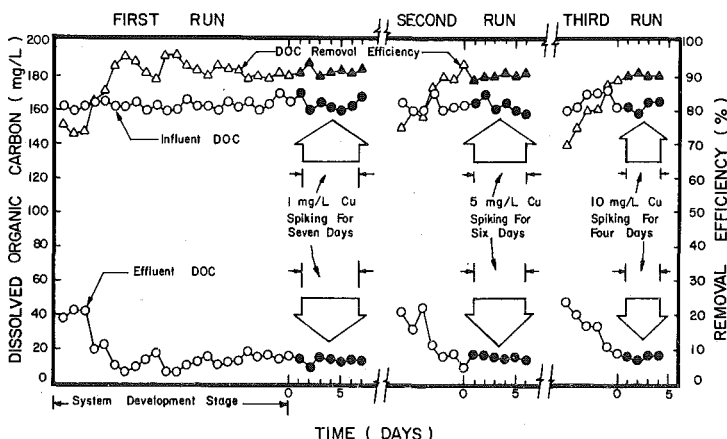 FIRST RUN
SECOND RUN
THIRD RUN
DISSOLVED ORGANIC CARBON ( mg/L )
200
180
160
140
120
100
80
60
40
20
0
DOC Removal Efficiency
Influent DOC
Effluent DOC
1 mg/L Cu
Spiking For
Seven Days
5 mg/L Cu
Spiking For
Six Days
10 mg/L Cu
Spiking For
Four Days
100
90
80
70
60
50
40
30
20
10
0
REMOVAL EFFICIENCY (%)
0 5
0 5
0 5
System Development Stage
TIME ( DAYS )